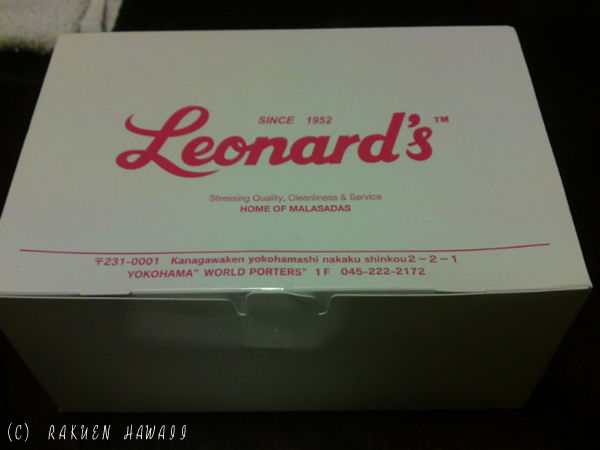 SINCE 1952
Leonard's™
Stressing Quality, Cleanliness & Service
HOME OF MALASADAS
〒231-0001 Kanagawaken yokohamashi nakaku shinkou2-2-1
YOKOHAMA" WORLD PORTERS" 1F 045-222-2172
(C) RAKUEN HAWAII